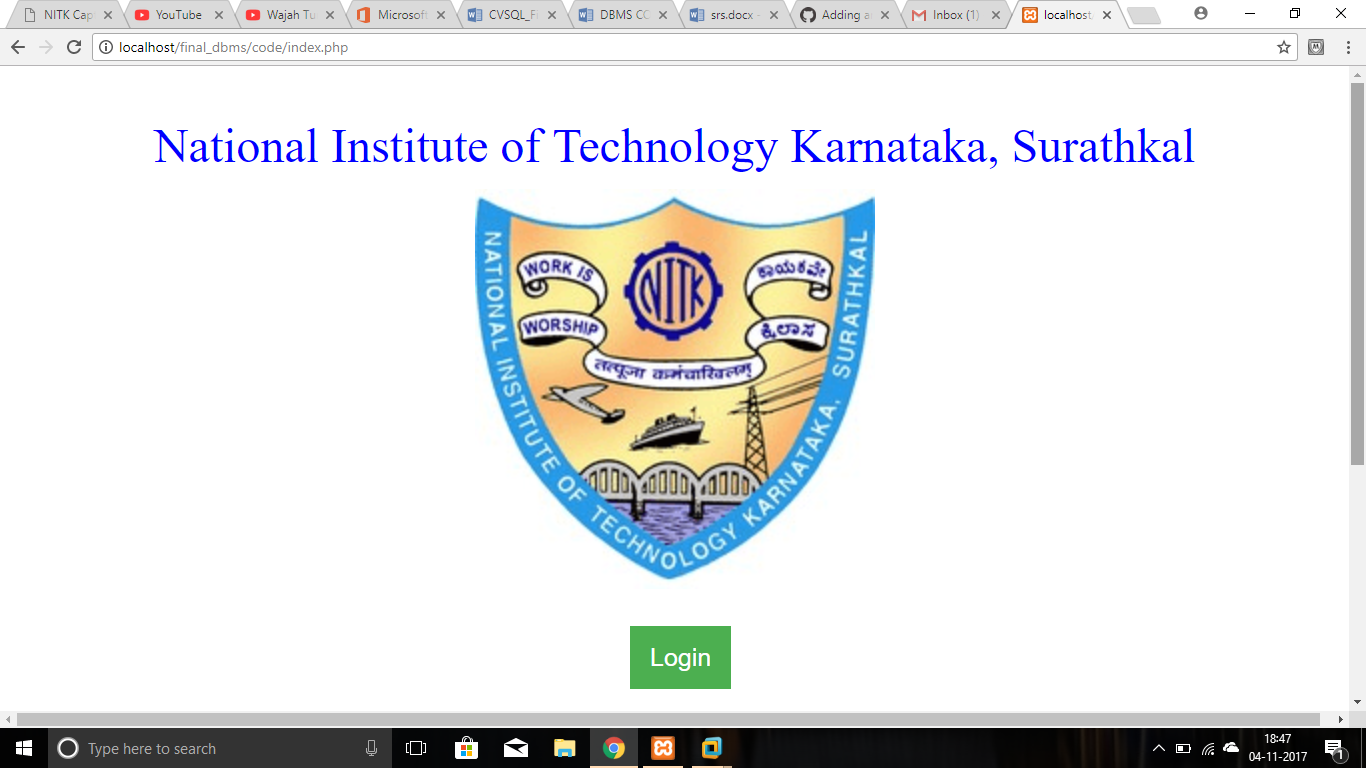 NITK Cap
YouTube
Wajah Tu
Microsoft
CVSQL_F
DBMS CO
srs.docx -
Adding a
Inbox (1)
localhost
localhost/final_dbms/code/index.php
National Institute of Technology Karnataka, Surathkal
WORK IS
WORSHIP
NITK
ಕಾಯಕವೇ
ಕೈಲಾಸ
तत्पूजा कर्मचाखिलम्
NATIONAL INSTITUTE OF TECHNOLOGY KARNATAKA, SURATHKAL
Login
Type here to search
18:47
04-11-2017
1